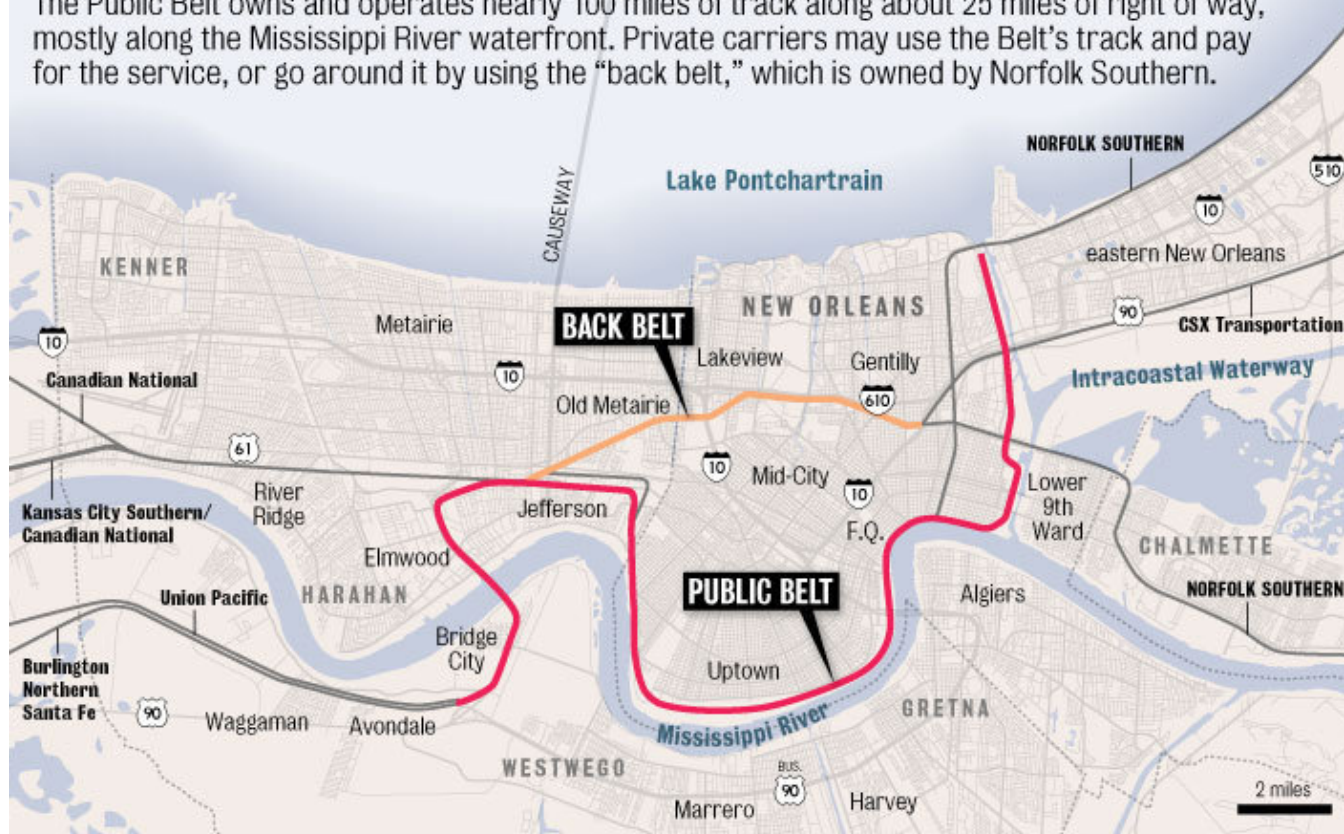 The Public Belt owns and operates nearly 100 miles of track along about 25 miles of right of way,
mostly along the Mississippi River waterfront. Private carriers may use the Belt’s track and pay
for the service, or go around it by using the “back belt,” which is owned by Norfolk Southern.
NORFOLK SOUTHERN
510
Lake Pontchartrain
10
CAUSEWAY
eastern New Orleans
KENNER
NEW ORLEANS
90
CSX Transportation
Metairie
BACK BELT
10
Lakeview
Gentilly
Intracoastal Waterway
Canadian National
10
610
Old Metairie
61
10
Mid-City
10
Lower
9th
Ward
River
Ridge
Jefferson
Kansas City Southern/
Canadian National
F.Q.
CHALMETTE
Elmwood
HARAHAN
Union Pacific
PUBLIC BELT
Algiers
NORFOLK SOUTHERN
Bridge
City
Uptown
Burlington
Northern
Santa Fe
90
Waggaman
Avondale
Mississippi River
GRETNA
WESTWEGO
BUS.
90
Marrero
Harvey
2 miles